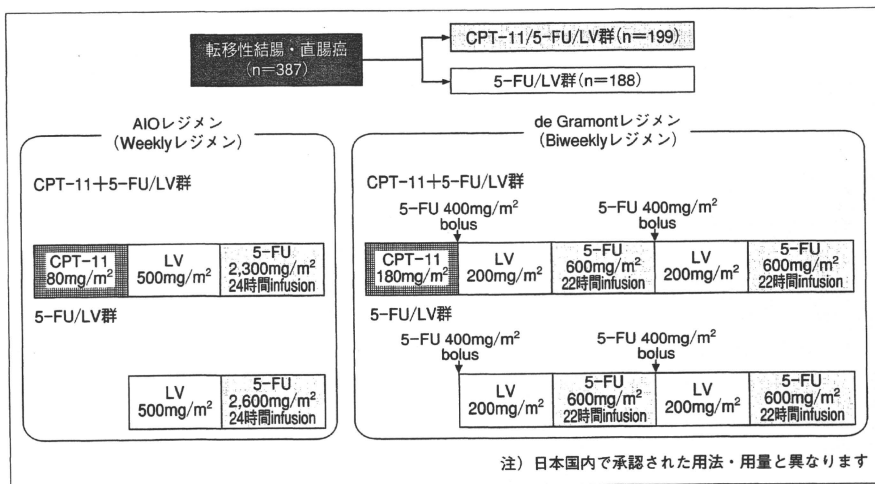 転移性結腸・直腸癌
(n=387)
CPT-11/5-FU/LV群(n=199)
5-FU/LV群(n=188)
AIOレジメン
(Weeklyレジメン)
CPT-11+5-FU/LV群
CPT-11
80mg/m²
LV
500mg/m²
5-FU
2,300mg/m²
24時間infusion
5-FU/LV群
LV
500mg/m²
5-FU
2,600mg/m²
24時間infusion
de Gramontレジメン
(Biweeklyレジメン)
CPT-11+5-FU/LV群
5-FU 400mg/m²
bolus
5-FU 400mg/m²
bolus
CPT-11
180mg/m²
LV
200mg/m²
5-FU
600mg/m²
22時間infusion
LV
200mg/m²
5-FU
600mg/m²
22時間infusion
5-FU/LV群
5-FU 400mg/m²
bolus
5-FU 400mg/m²
bolus
LV
200mg/m²
5-FU
600mg/m²
22時間infusion
LV
200mg/m²
5-FU
600mg/m²
22時間infusion
注) 日本国内で承認された用法・用量と異なります